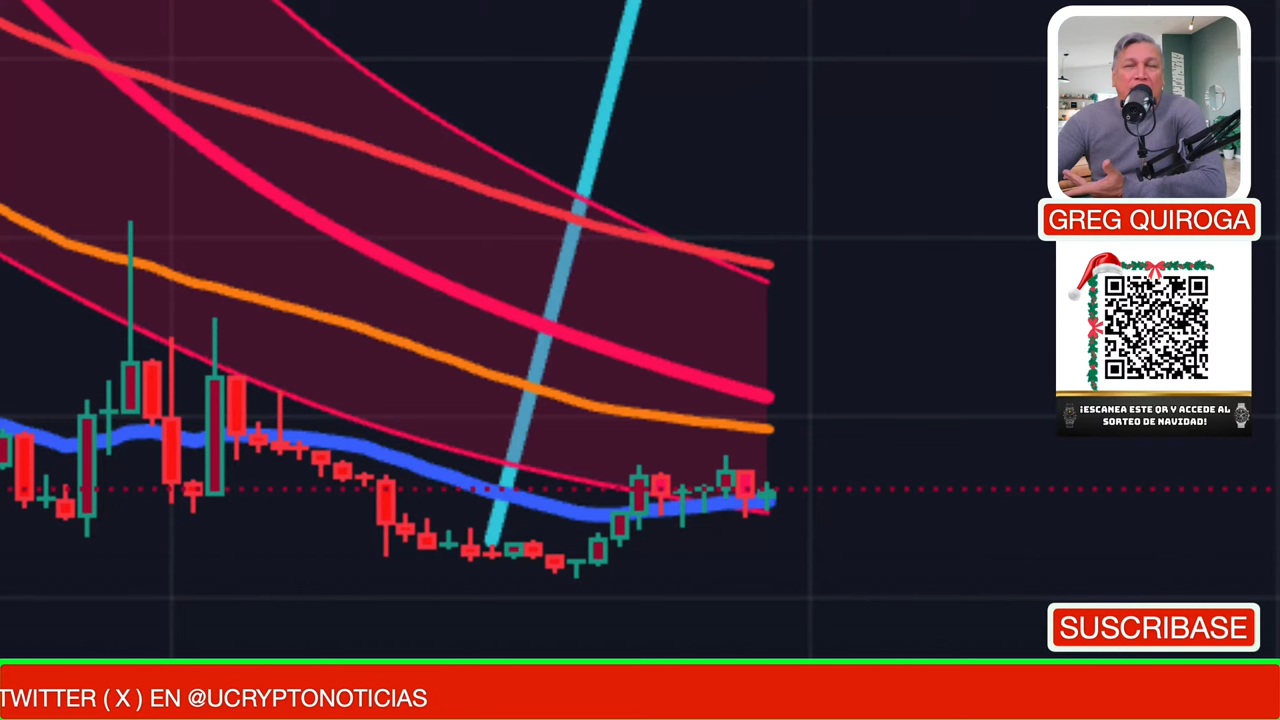 GREG QUIROGA
¡ESCANEA ESTE QR Y ACCEDE AL
SORTEO DE NAVIDAD!
SUSCRIBASE
TWITTER ( X ) EN @UCRYPTONOTICIAS